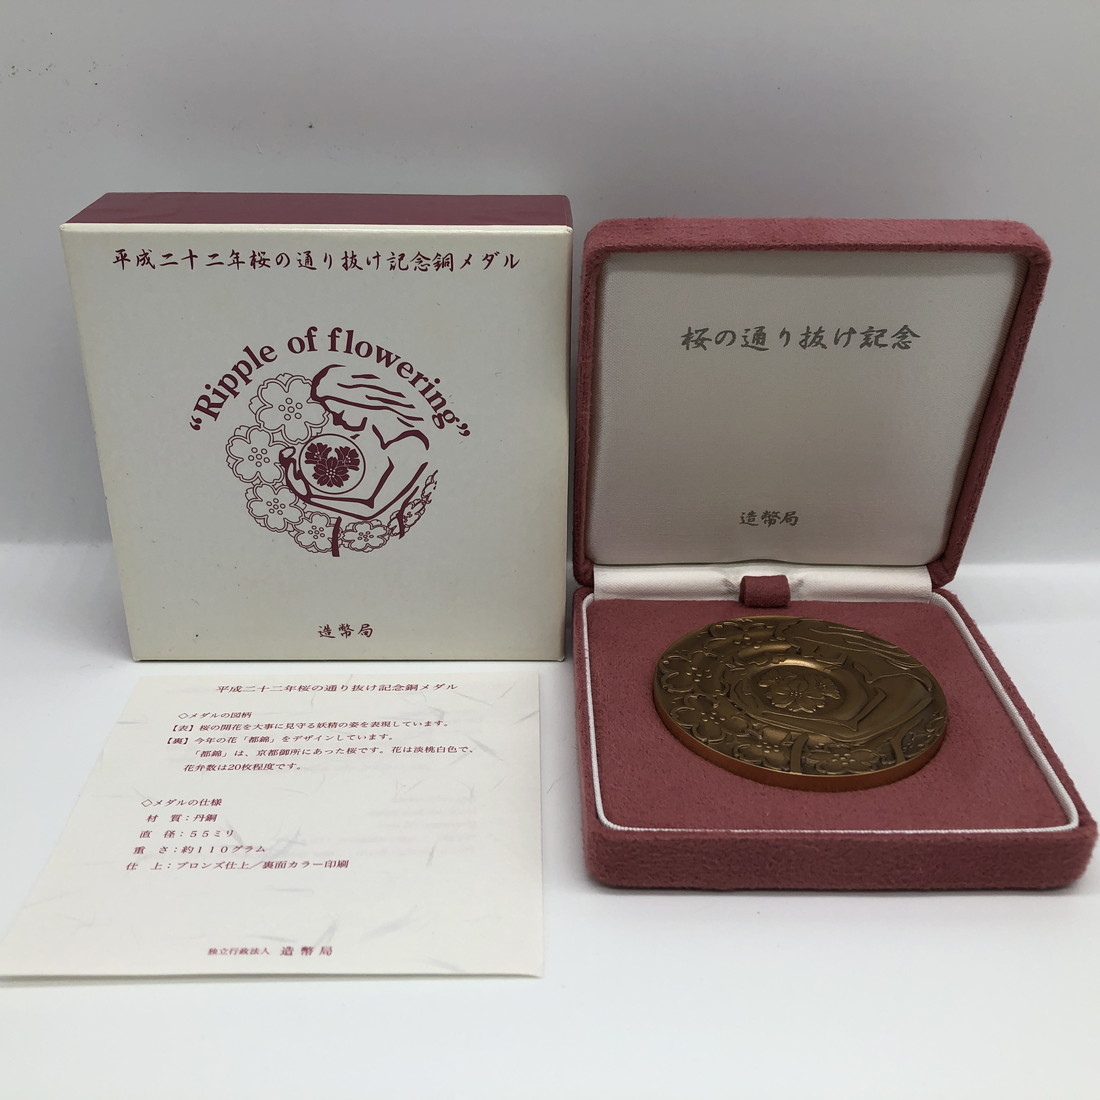 平成二十二年桜の通り抜け記念銅メダル
“Ripple of flowering”
造幣局
桜の通り抜け記念
造幣局
平成二十二年桜の通り抜け記念銅メダル
◇メダルの図柄
【表】桜の開花を大事に見守る妖精の姿を表現しています。
【裏】今年の花「都錦」をデザインしています。
「都錦」は、京都御所にあった桜です。花は淡桃白色で、
花弁数は20枚程度です。
◇メダルの仕様
材 質：丹銅
直 径：５５ミリ
重 さ：約１１０グラム
仕 上：ブロンズ仕上／裏面カラー印刷
独立行政法人 造幣局